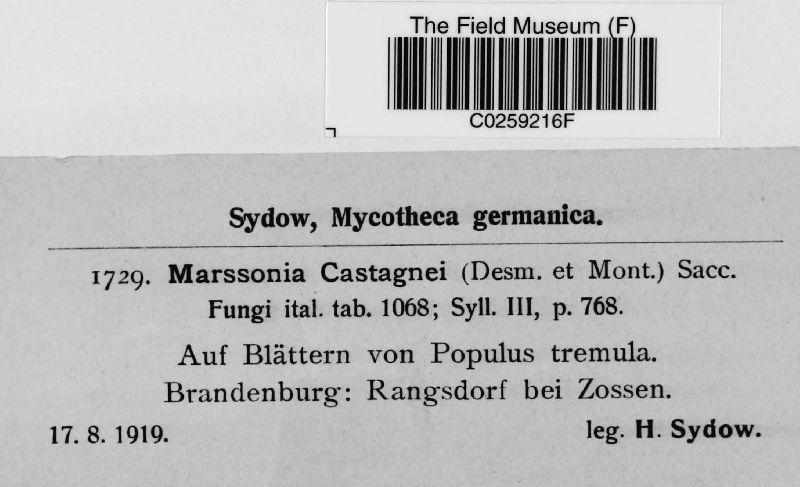 The Field Museum (F)
C0259216F
Sydow, Mycotheca germanica.
1729. Marssonia Castagnei (Desm. et Mont.) Sacc.
Fungi ital. tab. 1068; Syll. III, p. 768.
Auf Blättern von Populus tremula.
Brandenburg: Rangsdorf bei Zossen.
17. 8. 1919. leg. H. Sydow.